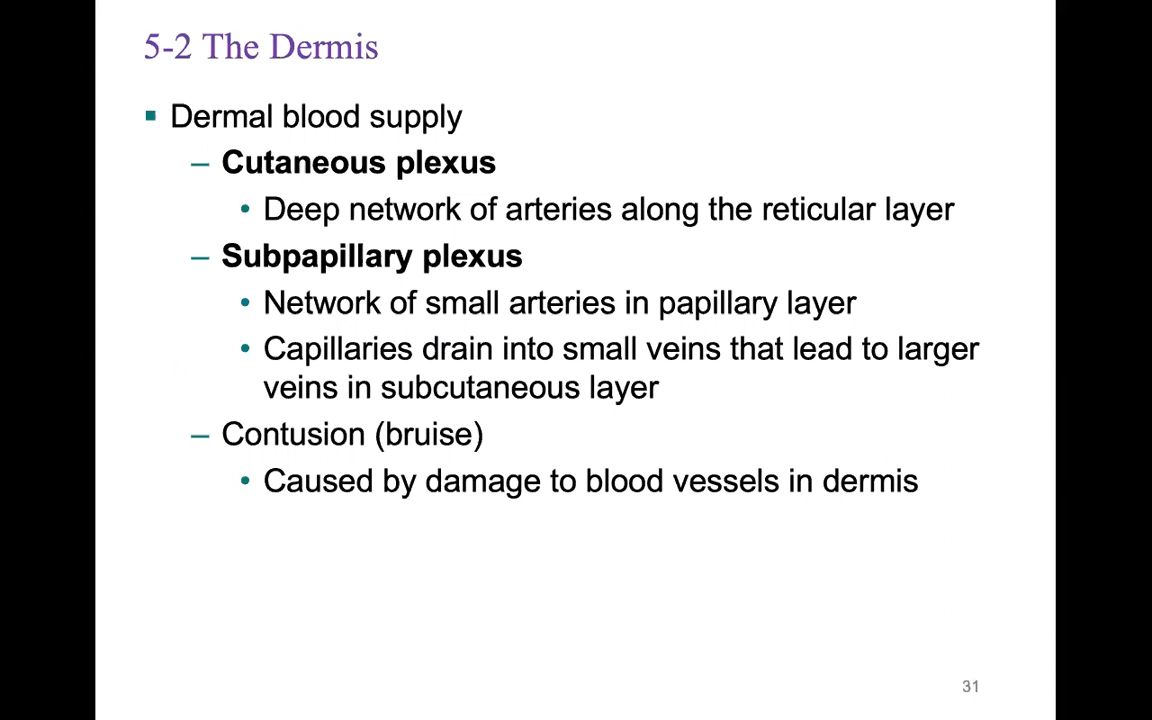 5-2 The Dermis
▪ Dermal blood supply
– Cutaneous plexus
• Deep network of arteries along the reticular layer
– Subpapillary plexus
• Network of small arteries in papillary layer
• Capillaries drain into small veins that lead to larger
veins in subcutaneous layer
– Contusion (bruise)
• Caused by damage to blood vessels in dermis
31